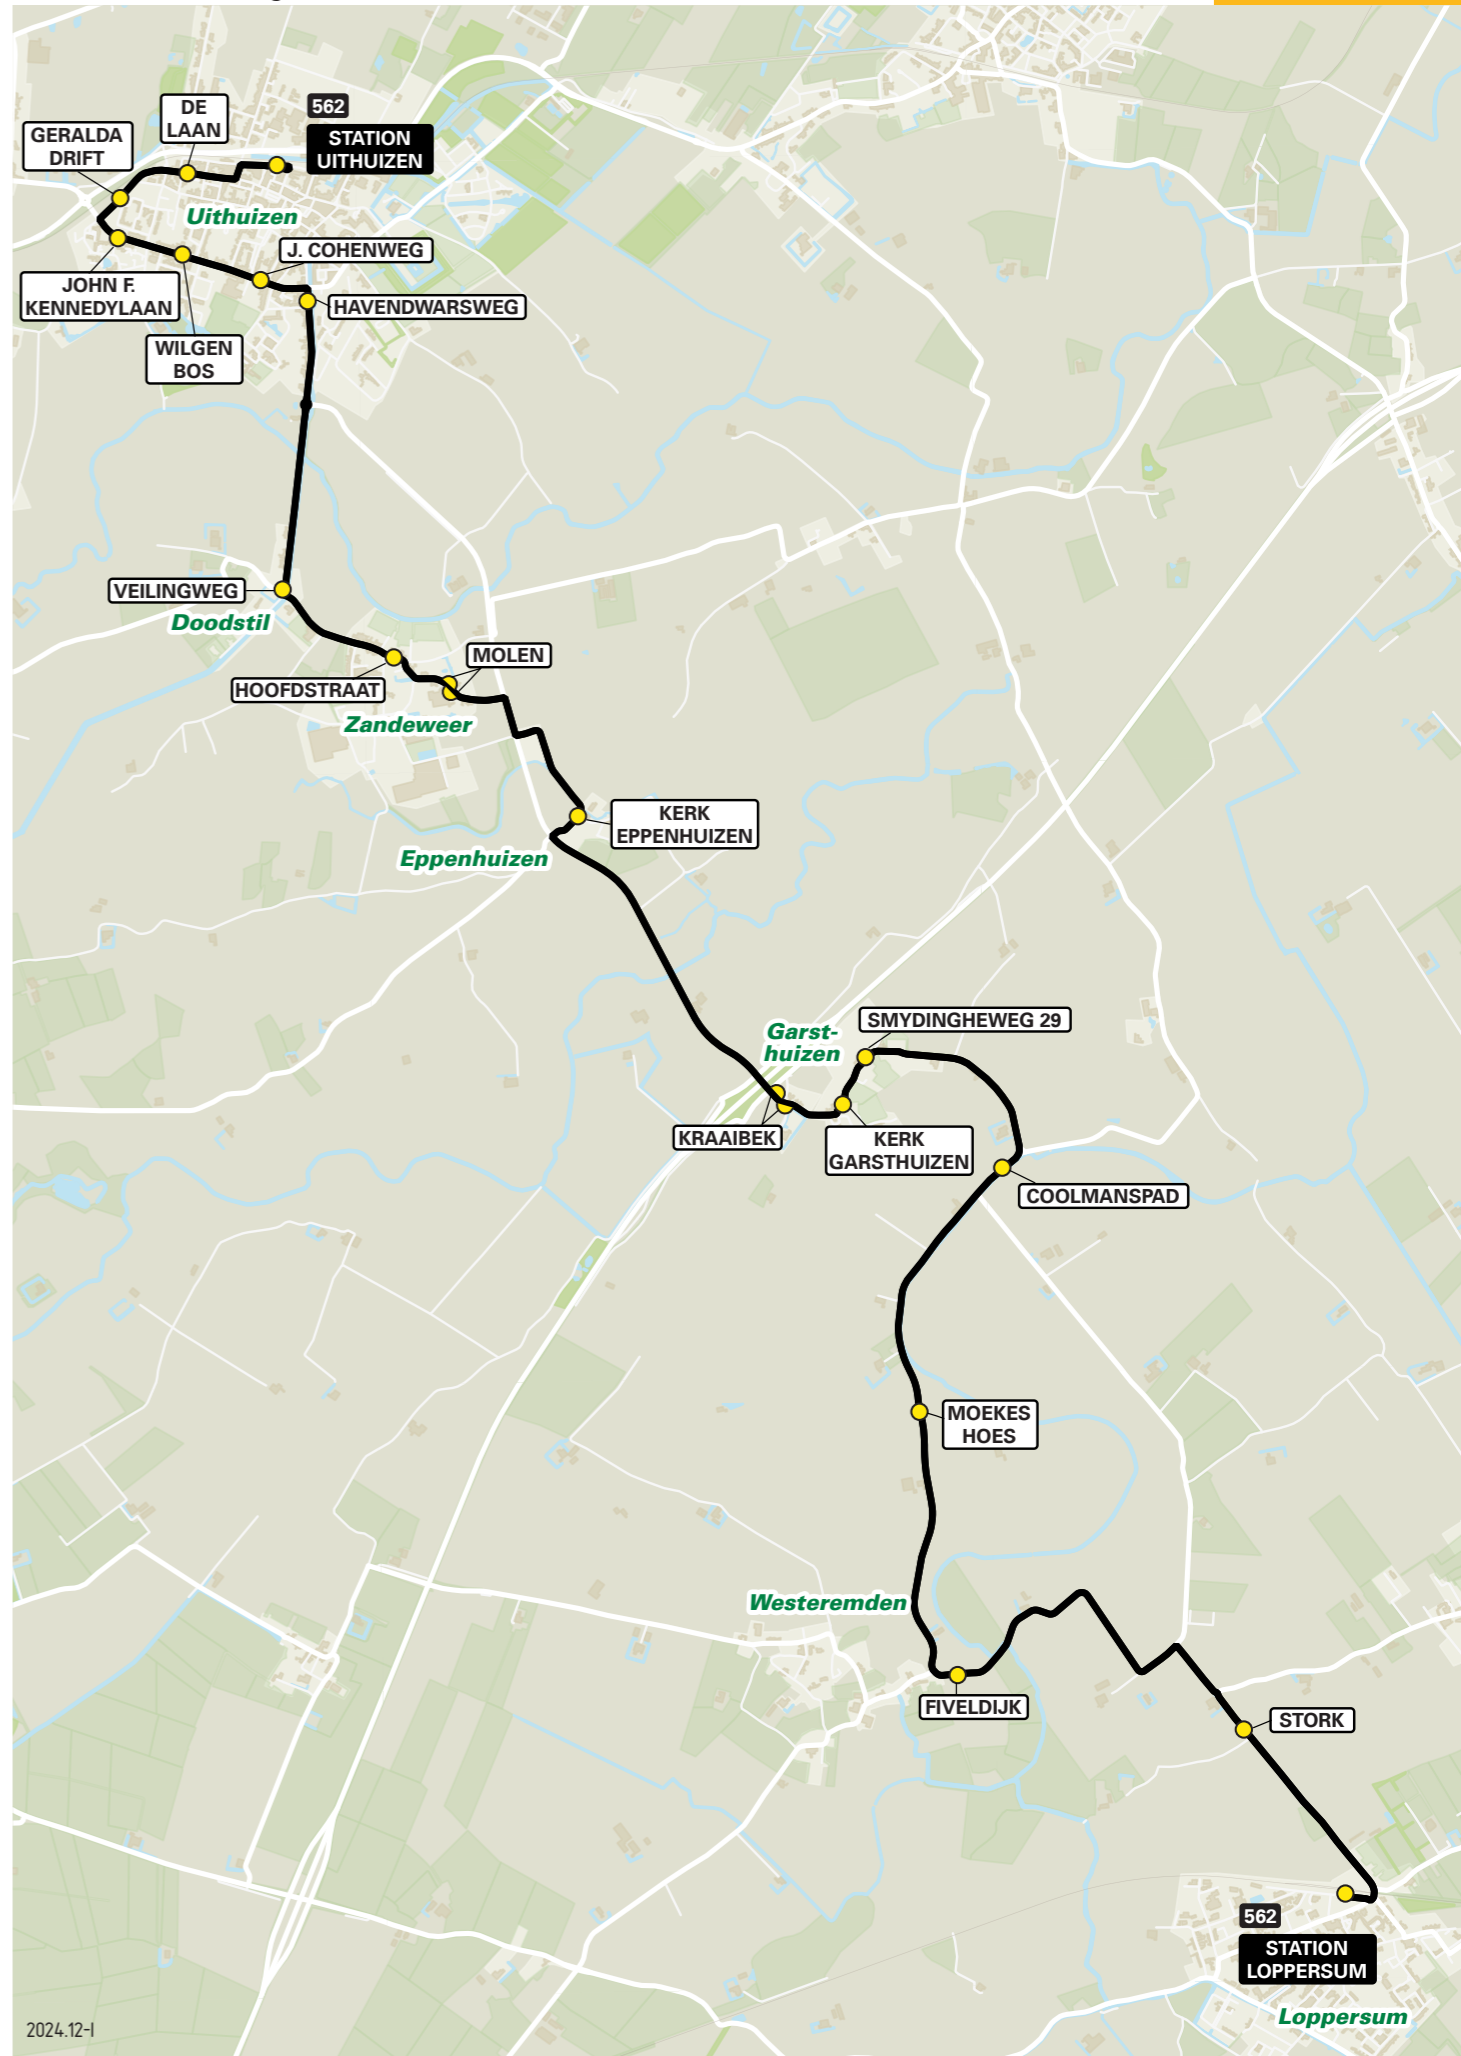 DE
LAAN
562
STATION
UITHUIZEN
GERALDA
DRIFT
Uithuizen
J. COHENWEG
JOHN F.
KENNEDYLAAN
HAVENDWARSWEG
WILGEN
BOS
VEILINGWEG
Doodstil
MOLEN
HOOFDSTRAAT
Zandeweer
KERK
EPPENHUIZEN
Eppenhuizen
SMYDINGHEWEG 29
Garst-
huizen
KRAAIBEK
KERK
GARSTHUIZEN
COOLMANSPAD
MOEKES
HOES
Westeremden
FIVELDIJK
STORK
562
STATION
LOPPERSUM
Loppersum
2024.12-I